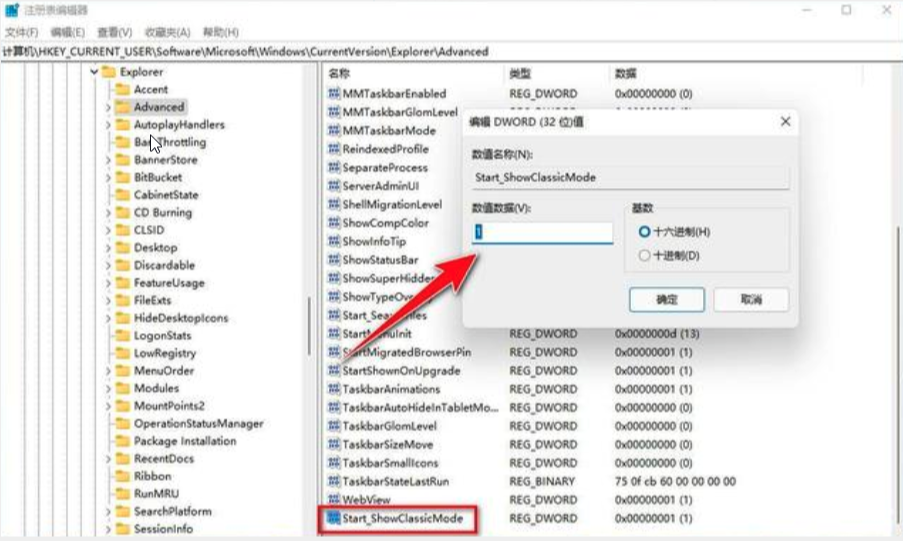 注册表编辑器
文件(F) 编辑(E) 查看(V) 收藏夹(A) 帮助(H)
计算机\HKEY_CURRENT_USER\Software\Microsoft\Windows\CurrentVersion\Explorer\Advanced
Explorer
Accent
Advanced
AutoplayHandlers
BannerStore
BitBucket
CabinetState
CD Burning
CLSID
Desktop
Discardable
FeatureUsage
FileExts
HideDesktopIcons
LogonStats
LowRegistry
MenuOrder
Modules
MountPoints2
OperationStatusManager
Package Installation
RecentDocs
Ribbon
RunMRU
SearchPlatform
SessionInfo
名称 类型 数据
MMTaskbarEnabled REG_DWORD 0x00000000 (0)
MMTaskbarGlomLevel
MMTaskbarMode
ReindexedProfile
SeparateProcess
ServerAdminUI
ShellMigrationLevel
ShowCompColor
ShowInfoTip
ShowStatusBar
ShowSuperHidden
REG_DWORD 0x0000000d (13)
StartMigratedBrowserPin REG_DWORD 0x00000001 (1)
StartShownOnUpgrade REG_DWORD 0x00000001 (1)
TaskbarAnimations REG_DWORD 0x00000001 (1)
TaskbarAutoHideInTabletMo... REG_DWORD 0x00000000 (0)
TaskbarGlomLevel REG_DWORD 0x00000000 (0)
TaskbarSizeMove REG_DWORD 0x00000000 (0)
TaskbarSmallIcons REG_DWORD 0x00000000 (0)
TaskbarStateLastRun REG_BINARY 75 0f cb 60 00 00 00 00
WebView REG_DWORD 0x00000001 (1)
Start_ShowClassicMode REG_DWORD 0x00000001 (1)
编辑 DWORD (32 位)值
数值名称(N):
Start_ShowClassicMode
数值数据(V):
1
基数
十六进制(H)
十进制(D)
确定 取消